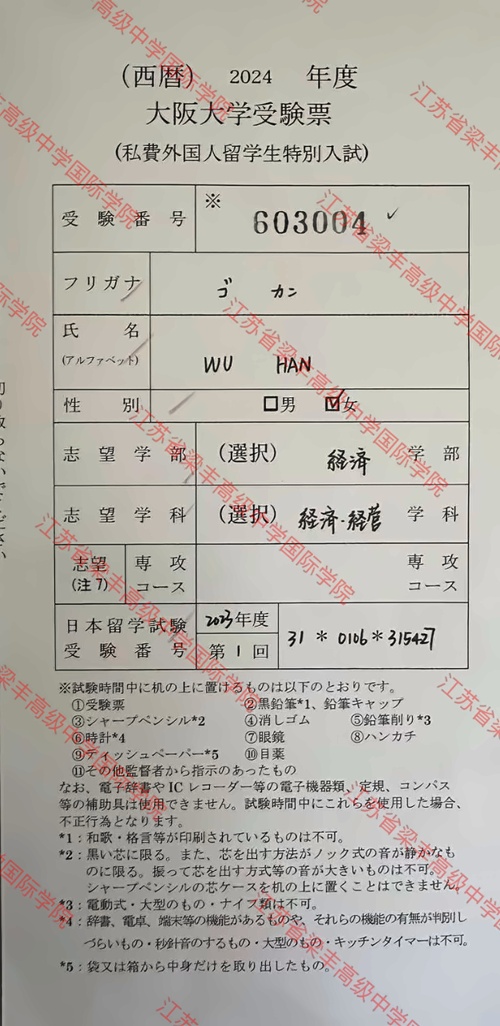 (西暦) 2024 年度
大阪大学受験票
(私費外国人留学生特別入試)
受験番号 ※ 603004
フリガナ ゴ カン
氏名 (アルファベット) WU HAN
性別 □男 ☑女
志望学部 (選択) 経済 学部
志望学科 (選択) 経済・経営 学科
志望(注7) 専攻コース 専攻コース
日本留学試験受験番号 2023年度 第1回 31*0106*315427
※試験時間中に机の上に置けるものは以下のとおりです。
①受験票 ②黒鉛筆*1、鉛筆キャップ
③シャープペンシル*2 ④消しゴム ⑤鉛筆削り*3
⑥時計*4 ⑦眼鏡 ⑧ハンカチ
⑨ティッシュペーパー*5 ⑩目薬
⑪その他監督者から指示のあったもの
なお、電子辞書やICレコーダー等の電子機器類、定規、コンパス
等の補助具は使用できません。試験時間中にこれらを使用した場合、
不正行為となります。
*1：和歌・格言等が印刷されているものは不可。
*2：黒い芯に限る。また、芯を出す方法がノック式の音が静かなも
のに限る。振って芯を出す方式等の音が大きいものは不可。
シャープペンシルの芯ケースを机の上に置くことはできません。
*3：電動式・大型のもの・ナイフ類は不可。
*4：辞書、電卓、端末等の機能があるものや、それらの機能の有無が判別し
づらいもの・秒針音のするもの・大型のもの・キッチンタイマーは不可。
*5：袋又は箱から中身だけを取り出したもの。
江苏省梁丰高级中学国际学院